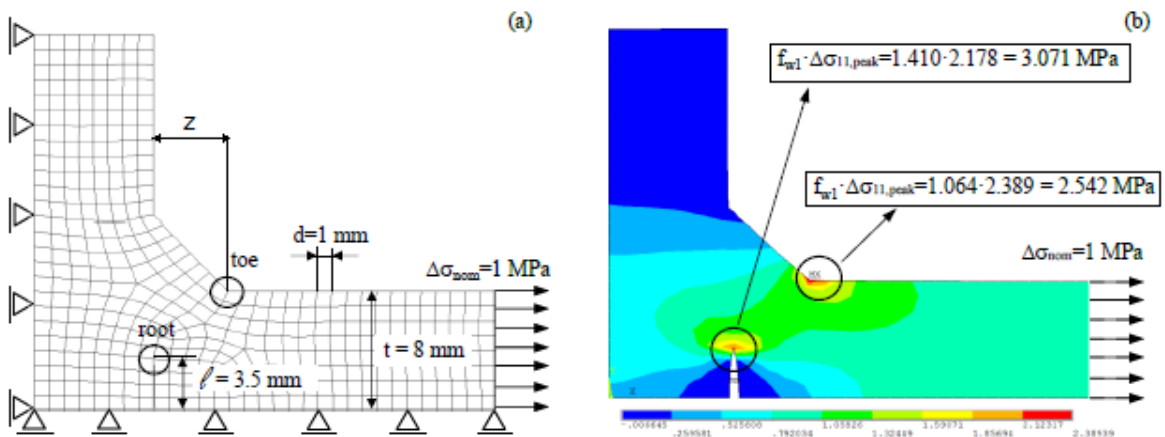 (a)
z
d=1 mm
toe
Δσnom=1 MPa
root
t = 8 mm
ℓ = 3.5 mm
(b)
fw1·Δσ11,peak=1.410·2.178 = 3.071 MPa
fw1·Δσ11,peak=1.064·2.389 = 2.542 MPa
Δσnom=1 MPa
MX
.259581
.792034
1.32449
1.85691
2.38939
1.05826
1.59071
2.12317